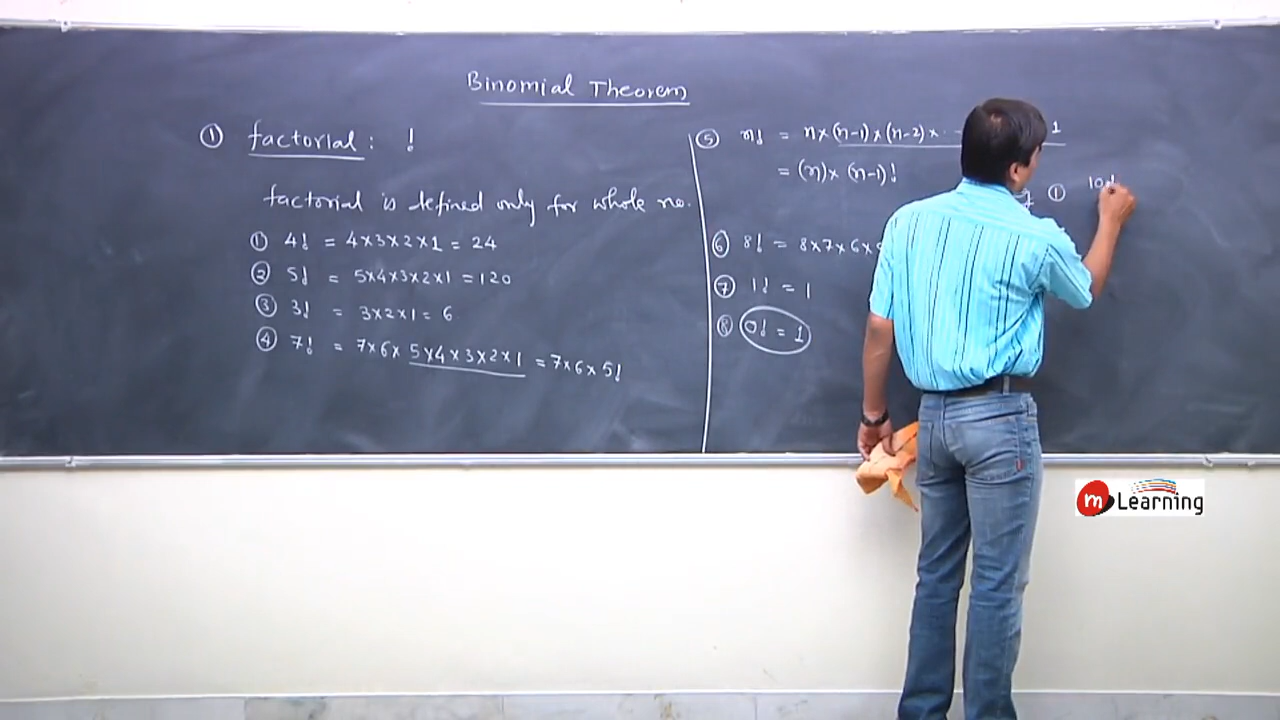 Binomial Theorem
① factorial : !
factorial is defined only for whole no.
① 4! = 4×3×2×1 = 24
② 5! = 5×4×3×2×1 = 120
③ 3! = 3×2×1 = 6
④ 7! = 7×6×5×4×3×2×1 = 7×6×5!
⑤ n! = n×(n-1)×(n-2)×... 1
= (n)×(n-1)!
① 10!
⑥ 8! = 8×7×6×
⑦ 1! = 1
⑧ 0! = 1
m Learning